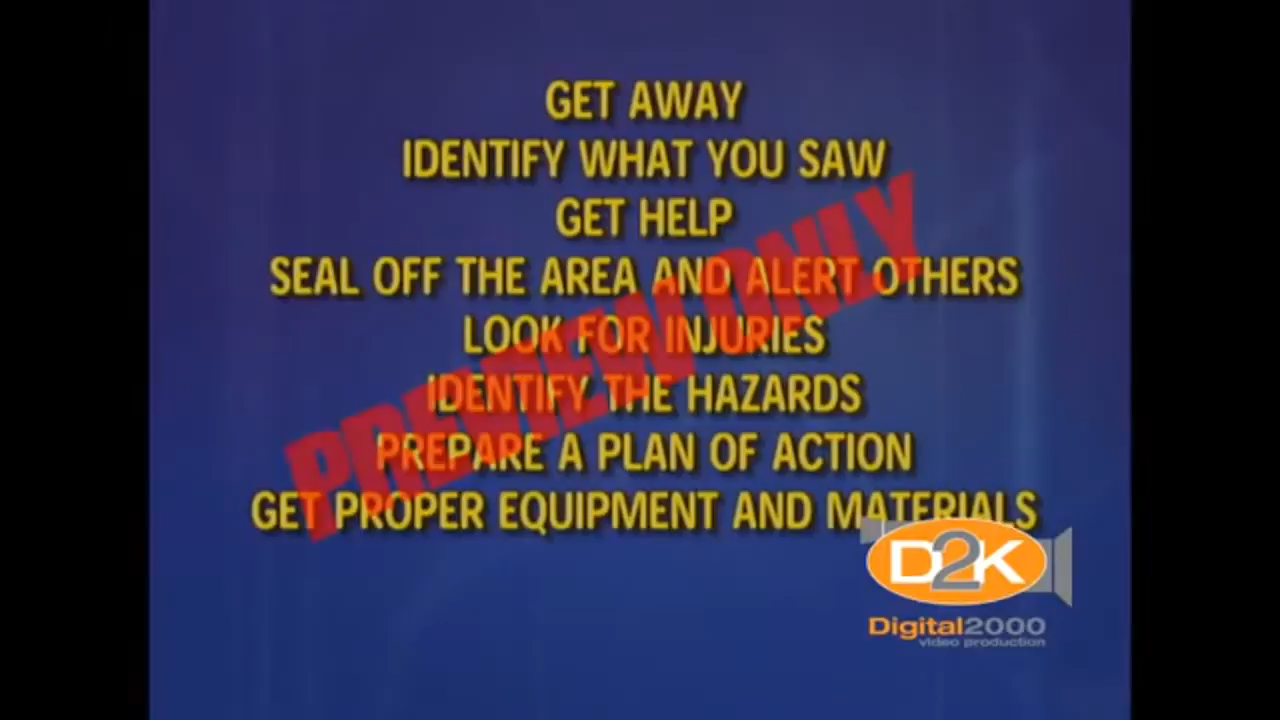 GET AWAY
IDENTIFY WHAT YOU SAW
GET HELP
SEAL OFF THE AREA AND ALERT OTHERS
LOOK FOR INJURIES
IDENTIFY THE HAZARDS
PREPARE A PLAN OF ACTION
GET PROPER EQUIPMENT AND MATERIALS
PREVIEW ONLY
D2K
Digital2000
video production